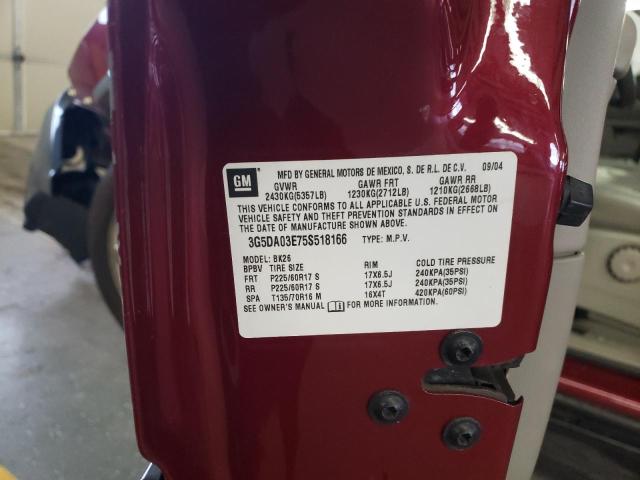 GM
MFD BY GENERAL MOTORS DE MEXICO, S. DE R.L. DE C.V. 09/04
GVWR GAWR FRT GAWR RR
2430KG(5357LB) 1230KG(2712LB) 1210KG(2668LB)
THIS VEHICLE CONFORMS TO ALL APPLICABLE U.S. FEDERAL MOTOR
VEHICLE SAFETY AND THEFT PREVENTION STANDARDS IN EFFECT ON
THE DATE OF MANUFACTURE SHOWN ABOVE.
3G5DA03E75S518166 TYPE: M.P.V.
MODEL: BK26
BPBV TIRE SIZE RIM COLD TIRE PRESSURE
FRT P225/60R17 S 17X6.5J 240KPA(35PSI)
RR P225/60R17 S 17X6.5J 240KPA(35PSI)
SPA T135/70R16 M 16X4T 420KPA(60PSI)
SEE OWNER'S MANUAL FOR MORE INFORMATION.